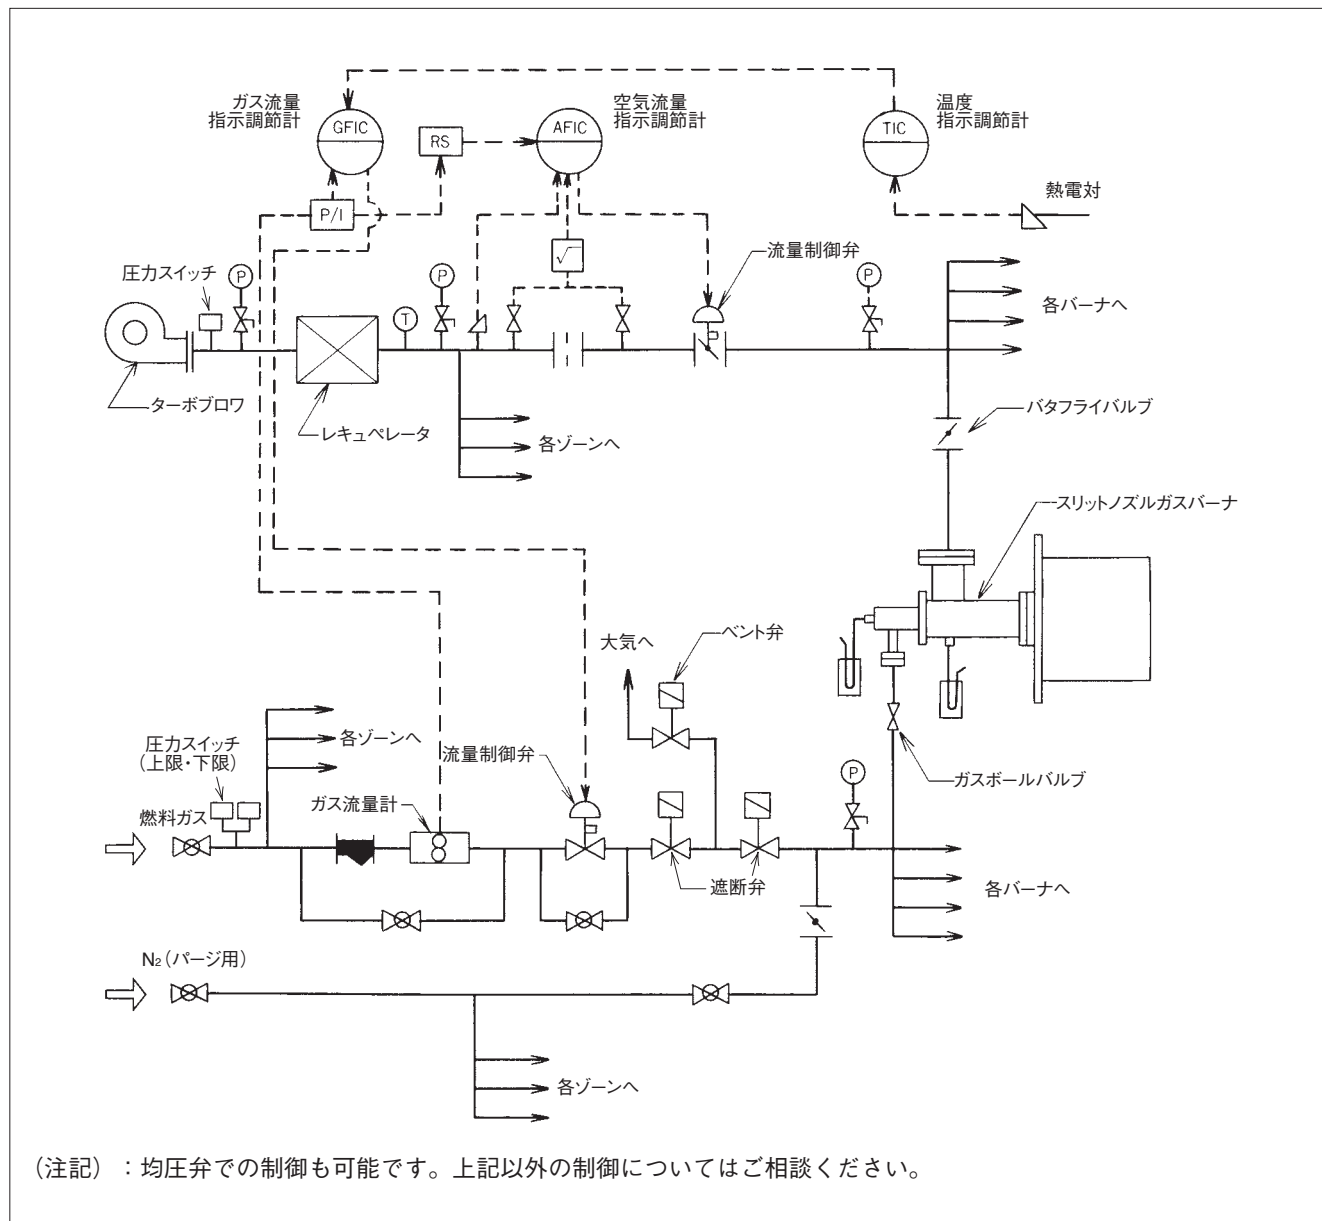 ガス流量
指示調節計
GFIC
RS
空気流量
指示調節計
AFIC
温度
指示調節計
TIC
熱電対
P/I
√
圧力スイッチ
P
P
T
流量制御弁
P
各バーナへ
ターボブロワ
レキュペレータ
各ゾーンへ
バタフライバルブ
スリットノズルガスバーナ
大気へ
ベント弁
圧力スイッチ
(上限・下限)
各ゾーンへ
流量制御弁
ガス流量計
P
ガスボールバルブ
燃料ガス
遮断弁
各バーナへ
N₂(パージ用)
各ゾーンへ
(注記) :均圧弁での制御も可能です。上記以外の制御についてはご相談ください。